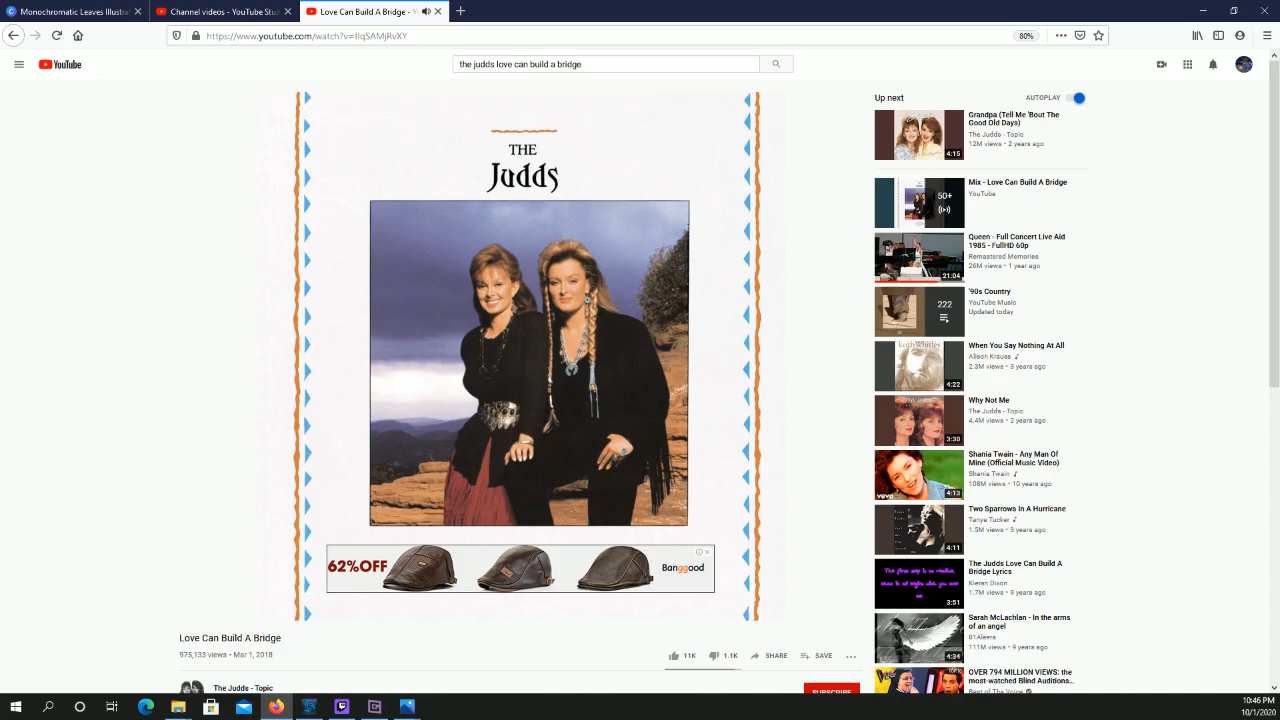 Monochromatic Leaves Illustrat
Channel videos - YouTube Stud
Love Can Build A Bridge - Y
https://www.youtube.com/watch?v=IIqSAMjRvXY
80%
YouTube
the judds love can build a bridge
THE
Judds
62%OFF
Banggood
Love Can Build A Bridge
975,133 views • Mar 1, 2018
11K
1.1K
SHARE
SAVE
The Judds - Topic
SUBSCRIBE
Up next
AUTOPLAY
Grandpa (Tell Me 'Bout The
Good Old Days)
The Judds - Topic
12M views • 2 years ago
4:15
Mix - Love Can Build A Bridge
YouTube
50+
Queen - Full Concert Live Aid
1985 - FullHD 60p
Remastered Memories
26M views • 1 year ago
21:04
'90s Country
YouTube Music
Updated today
222
When You Say Nothing At All
Alison Krauss
2.3M views • 3 years ago
keith Whitley
4:22
Why Not Me
The Judds - Topic
4.4M views • 2 years ago
3:30
Shania Twain - Any Man Of
Mine (Official Music Video)
Shania Twain
108M views • 10 years ago
vevo
4:13
Two Sparrows In A Hurricane
Tanya Tucker
1.5M views • 3 years ago
4:11
The Judds Love Can Build A
Bridge Lyrics
Kieran Dixon
1.7M views • 9 years ago
3:51
Sarah McLachlan - In the arms
of an angel
81Aleera
111M views • 9 years ago
4:34
OVER 794 MILLION VIEWS: the
most-watched Blind Auditions...
Best of The Voice
10:46 PM
10/1/2020